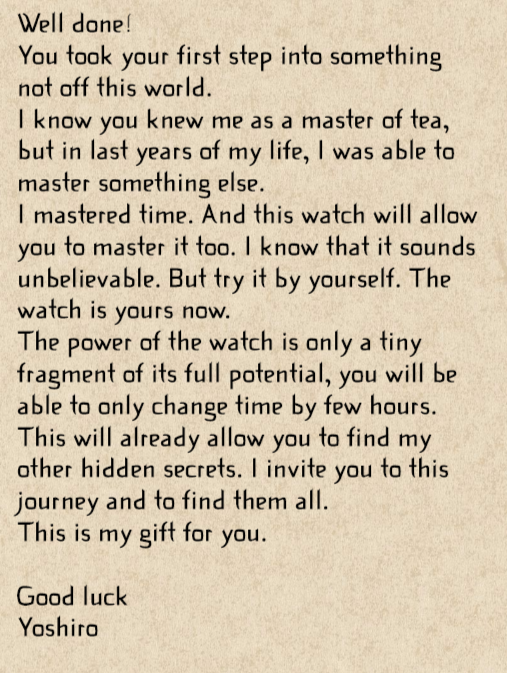 Well done!
You took your first step into something
not off this world.
I know you knew me as a master of tea,
but in last years of my life, I was able to
master something else.
I mastered time. And this watch will allow
you to master it too. I know that it sounds
unbelievable. But try it by yourself. The
watch is yours now.
The power of the watch is only a tiny
fragment of its full potential, you will be
able to only change time by few hours.
This will already allow you to find my
other hidden secrets. I invite you to this
journey and to find them all.
This is my gift for you.

Good luck
Yoshiro